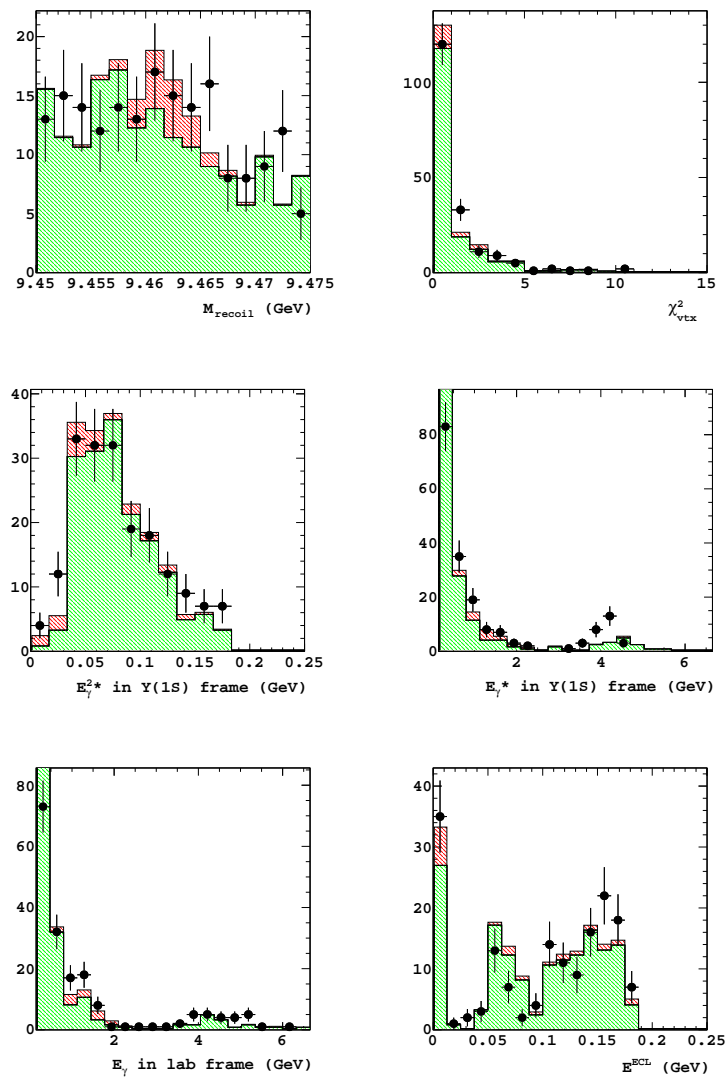 20
15
10
5
0
9.45 9.455 9.46 9.465 9.47 9.475
M_recoil (GeV)
100
50
0
0 5 10 15
χ²_vtx
40
30
20
10
0
0 0.05 0.1 0.15 0.2 0.25
E²_γ* in Y(1S) frame (GeV)
80
60
40
20
0
2 4 6
E_γ* in Y(1S) frame (GeV)
80
60
40
20
0
2 4 6
E_γ in lab frame (GeV)
40
30
20
10
0
0 0.05 0.1 0.15 0.2 0.25
E^ECL (GeV)